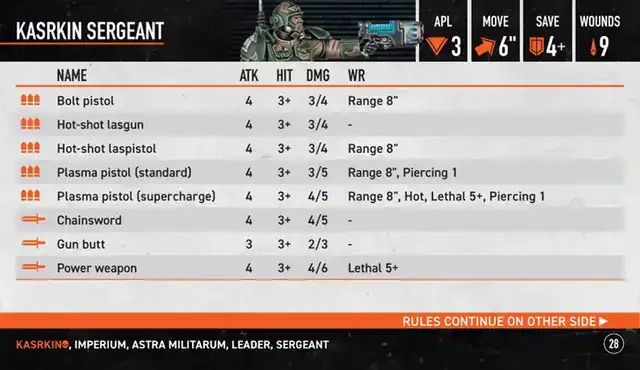 KASRKIN SERGEANT
APL 3
MOVE 6"
SAVE 4+
WOUNDS 9
NAME ATK HIT DMG WR
Bolt pistol 4 3+ 3/4 Range 8"
Hot-shot lasgun 4 3+ 3/4 -
Hot-shot laspistol 4 3+ 3/4 Range 8"
Plasma pistol (standard) 4 3+ 3/5 Range 8", Piercing 1
Plasma pistol (supercharge) 4 3+ 4/5 Range 8", Hot, Lethal 5+, Piercing 1
Chainsword 4 3+ 4/5 -
Gun butt 3 3+ 2/3 -
Power weapon 4 3+ 4/6 Lethal 5+
RULES CONTINUE ON OTHER SIDE ▶
KASRKIN, IMPERIUM, ASTRA MILITARUM, LEADER, SERGEANT
28